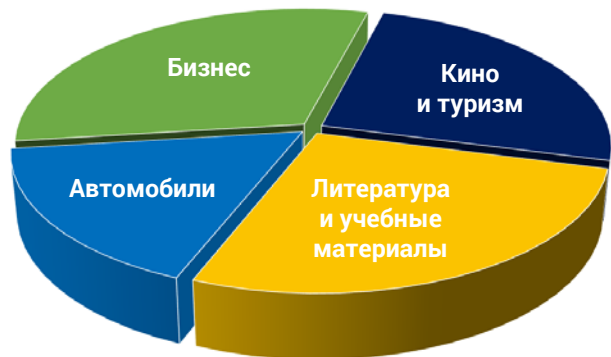 Бизнес
Кино
и туризм
Автомобили
Литература
и учебные
материалы